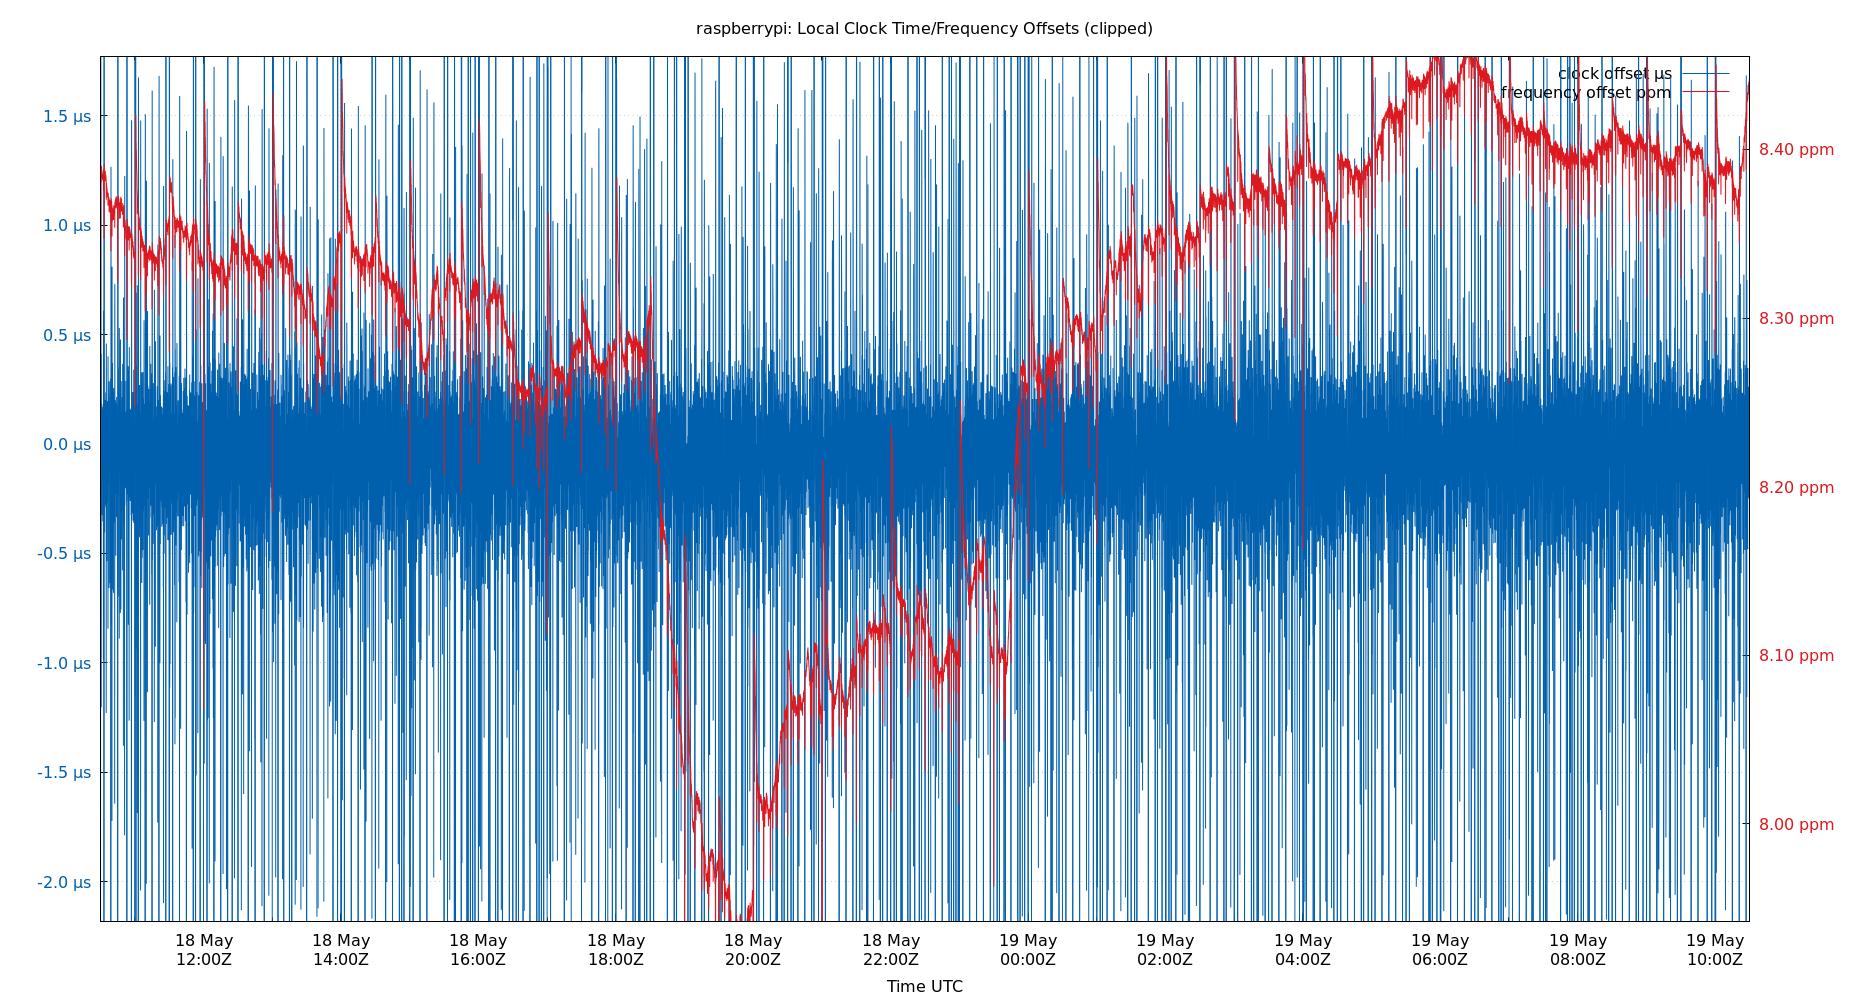 raspberrypi: Local Clock Time/Frequency Offsets (clipped)
clock offset µs
frequency offset ppm
1.5 µs
1.0 µs
0.5 µs
0.0 µs
-0.5 µs
-1.0 µs
-1.5 µs
-2.0 µs
8.40 ppm
8.30 ppm
8.20 ppm
8.10 ppm
8.00 ppm
18 May 18 May 18 May 18 May 18 May 18 May 19 May 19 May 19 May 19 May 19 May 19 May
12:00Z 14:00Z 16:00Z 18:00Z 20:00Z 22:00Z 00:00Z 02:00Z 04:00Z 06:00Z 08:00Z 10:00Z
Time UTC